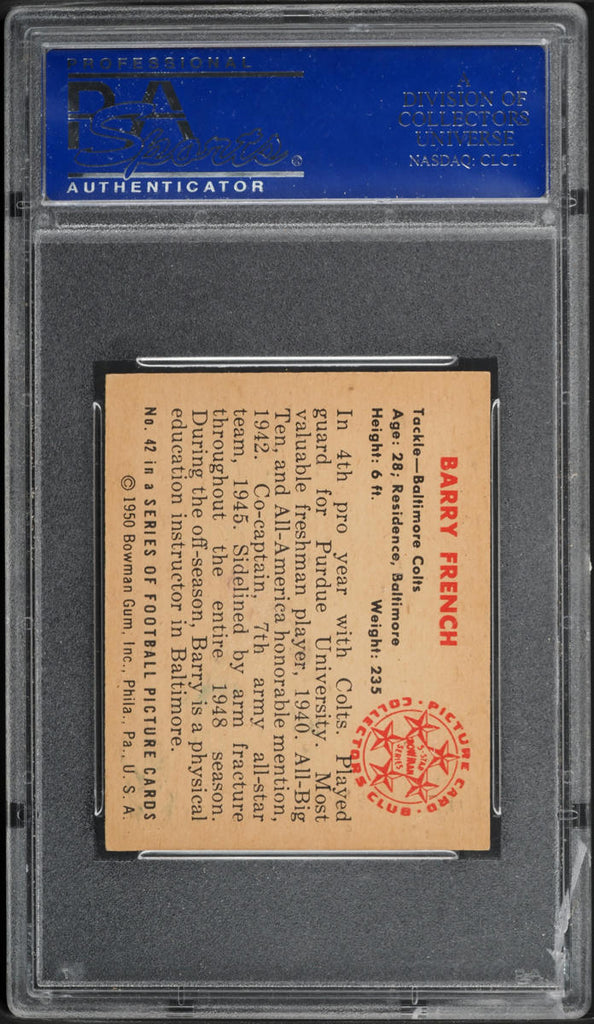 PROFESSIONAL
PSA
Sports ®
AUTHENTICATOR
A
DIVISION OF
COLLECTORS
UNIVERSE
NASDAQ: CLCT
BARRY FRENCH
Tackle—Baltimore Colts
Age: 28; Residence, Baltimore
Height: 6 ft. Weight: 235
PICTURE CARD
COLLECTORS CLUB
5-STAR
BOWMAN
SERIES
In 4th pro year with Colts. Played
guard for Purdue University. Most
valuable freshman player, 1940. All-Big
Ten, and All-America honorable mention,
1942. Co-captain, 7th army all-star
team, 1945. Sidelined by arm fracture
throughout the entire 1948 season.
During the off-season, Barry is a physical
education instructor in Baltimore.
No. 42 in a SERIES OF FOOTBALL PICTURE CARDS
© 1950 Bowman Gum, Inc., Phila., Pa., U. S. A.